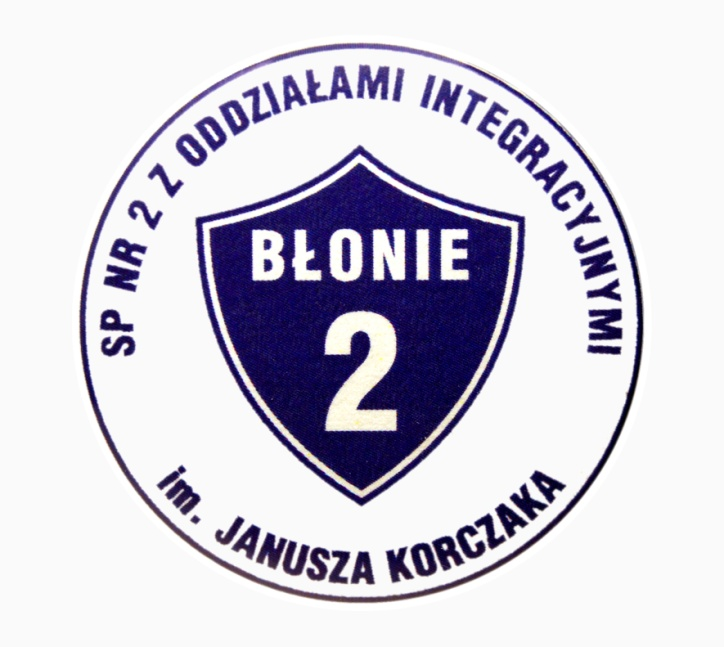 SP NR 2 Z ODDZIAŁAMI INTEGRACYJNYMI
BŁONIE
2
im. JANUSZA KORCZAKA